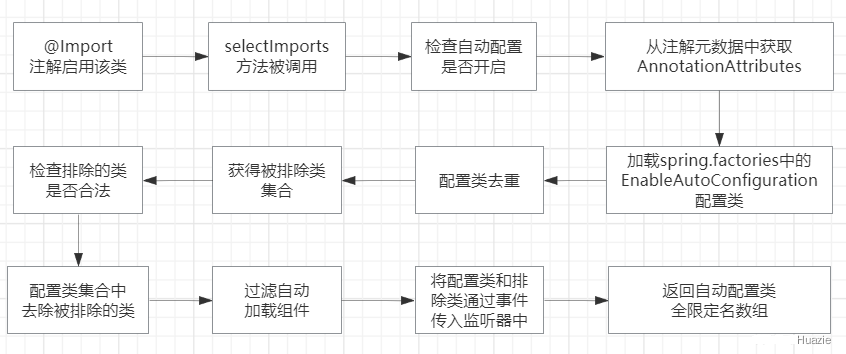 @Import
注解启用该类
selectImports
方法被调用
检查自动配置
是否开启
从注解元数据中获取
AnnotationAttributes
加载spring.factories中的
EnableAutoConfiguration
配置类
配置类去重
获得被排除类
集合
检查排除的类
是否合法
配置类集合中
去除被排除的类
过滤自动
加载组件
将配置类和排
除类通过事件
传入监听器中
返回自动配置类
全限定名数组
Huazie